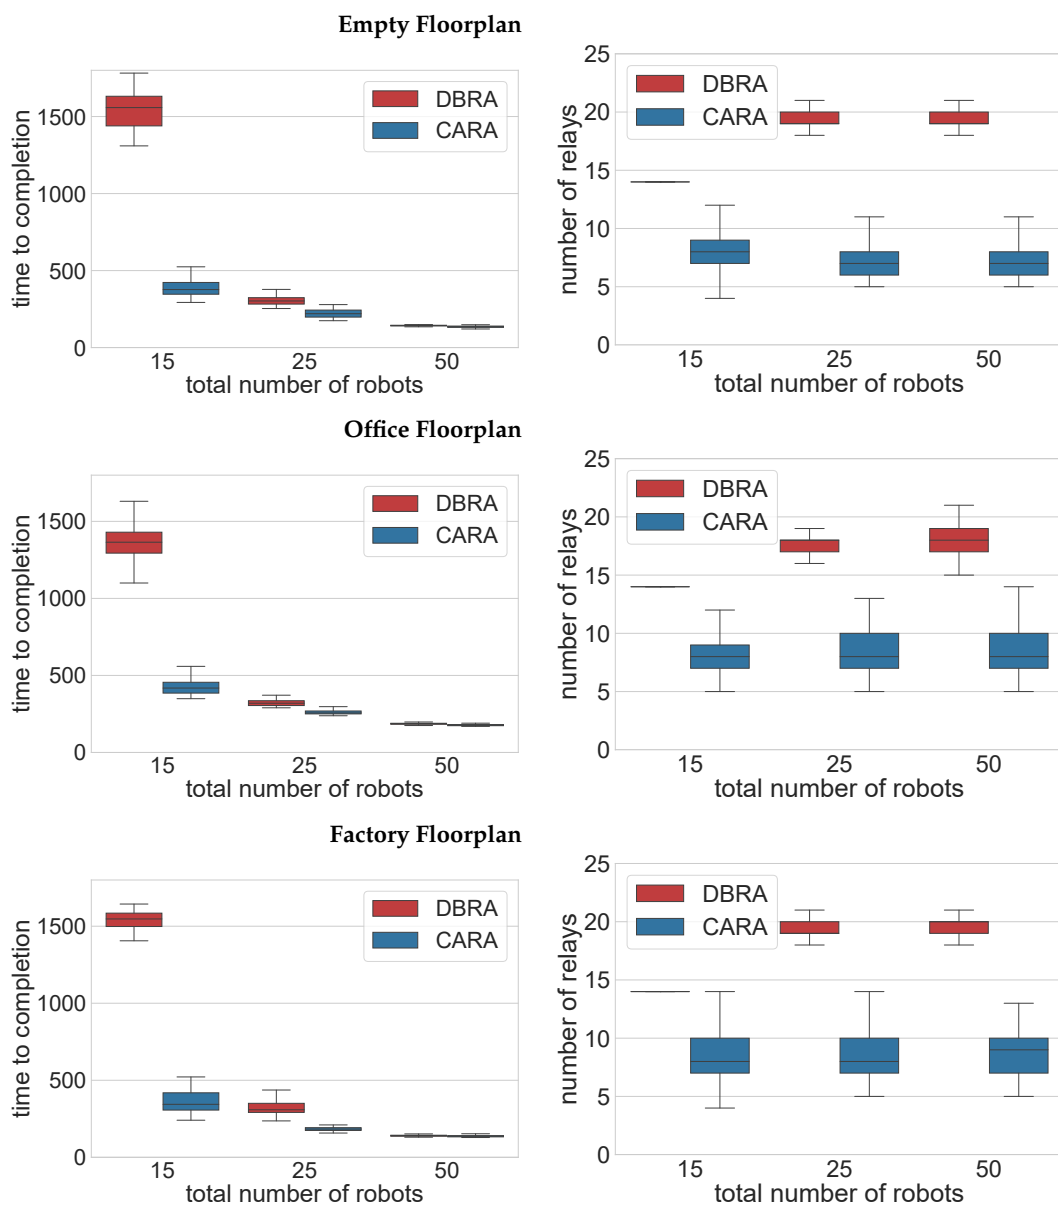 Empty Floorplan
time to completion
1500
1000
500
0
DBRA
CARA
15 25 50
total number of robots
number of relays
25
20
15
10
5
0
DBRA
CARA
15 25 50
total number of robots
Office Floorplan
time to completion
1500
1000
500
0
DBRA
CARA
15 25 50
total number of robots
number of relays
25
20
15
10
5
0
DBRA
CARA
15 25 50
total number of robots
Factory Floorplan
time to completion
1500
1000
500
0
DBRA
CARA
15 25 50
total number of robots
number of relays
25
20
15
10
5
0
DBRA
CARA
15 25 50
total number of robots